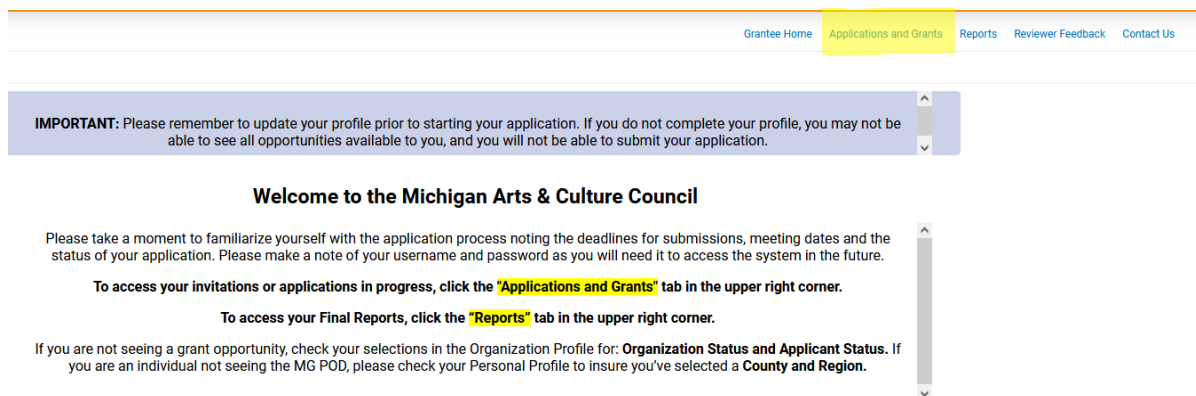 Grantee Home Applications and Grants Reports Reviewer Feedback Contact Us
IMPORTANT: Please remember to update your profile prior to starting your application. If you do not complete your profile, you may not be
able to see all opportunities available to you, and you will not be able to submit your application.
Welcome to the Michigan Arts & Culture Council
Please take a moment to familiarize yourself with the application process noting the deadlines for submissions, meeting dates and the
status of your application. Please make a note of your username and password as you will need it to access the system in the future.
To access your invitations or applications in progress, click the "Applications and Grants" tab in the upper right corner.
To access your Final Reports, click the “Reports” tab in the upper right corner.
If you are not seeing a grant opportunity, check your selections in the Organization Profile for: Organization Status and Applicant Status. If
you are an individual not seeing the MG POD, please check your Personal Profile to insure you’ve selected a County and Region.